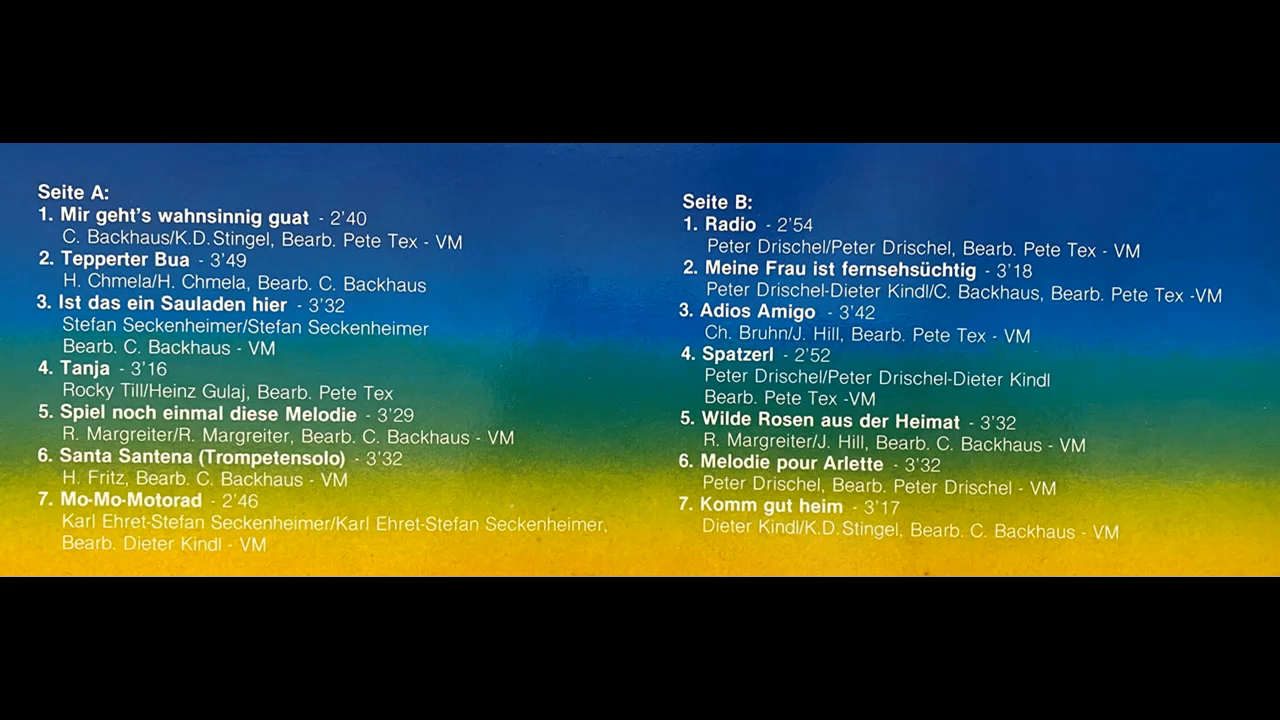 Seite A:
1. Mir geht's wahnsinnig guat - 2'40
C. Backhaus/K.D. Stingel, Bearb. Pete Tex - VM
2. Tepperter Bua - 3'49
H. Chmela/H. Chmela, Bearb. C. Backhaus
3. Ist das ein Sauladen hier - 3'32
Stefan Seckenheimer/Stefan Seckenheimer
Bearb. C. Backhaus - VM
4. Tanja - 3'16
Rocky Till/Heinz Gulaj, Bearb. Pete Tex
5. Spiel noch einmal diese Melodie - 3'29
R. Margreiter/R. Margreiter, Bearb. C. Backhaus - VM
6. Santa Santena (Trompetensolo) - 3'32
H. Fritz, Bearb. C. Backhaus - VM
7. Mo-Mo-Motorad - 2'46
Karl Ehret-Stefan Seckenheimer/Karl Ehret-Stefan Seckenheimer,
Bearb. Dieter Kindl - VM
Seite B:
1. Radio - 2'54
Peter Drischel/Peter Drischel, Bearb. Pete Tex - VM
2. Meine Frau ist fernsehsüchtig - 3'18
Peter Drischel-Dieter Kindl/C. Backhaus, Bearb. Pete Tex -VM
3. Adios Amigo - 3'42
Ch. Bruhn/J. Hill, Bearb. Pete Tex - VM
4. Spatzerl - 2'52
Peter Drischel/Peter Drischel-Dieter Kindl
Bearb. Pete Tex -VM
5. Wilde Rosen aus der Heimat - 3'32
R. Margreiter/J. Hill, Bearb. C. Backhaus - VM
6. Melodie pour Arlette - 3'32
Peter Drischel, Bearb. Peter Drischel - VM
7. Komm gut heim - 3'17
Dieter Kindl/K.D. Stingel, Bearb. C. Backhaus - VM